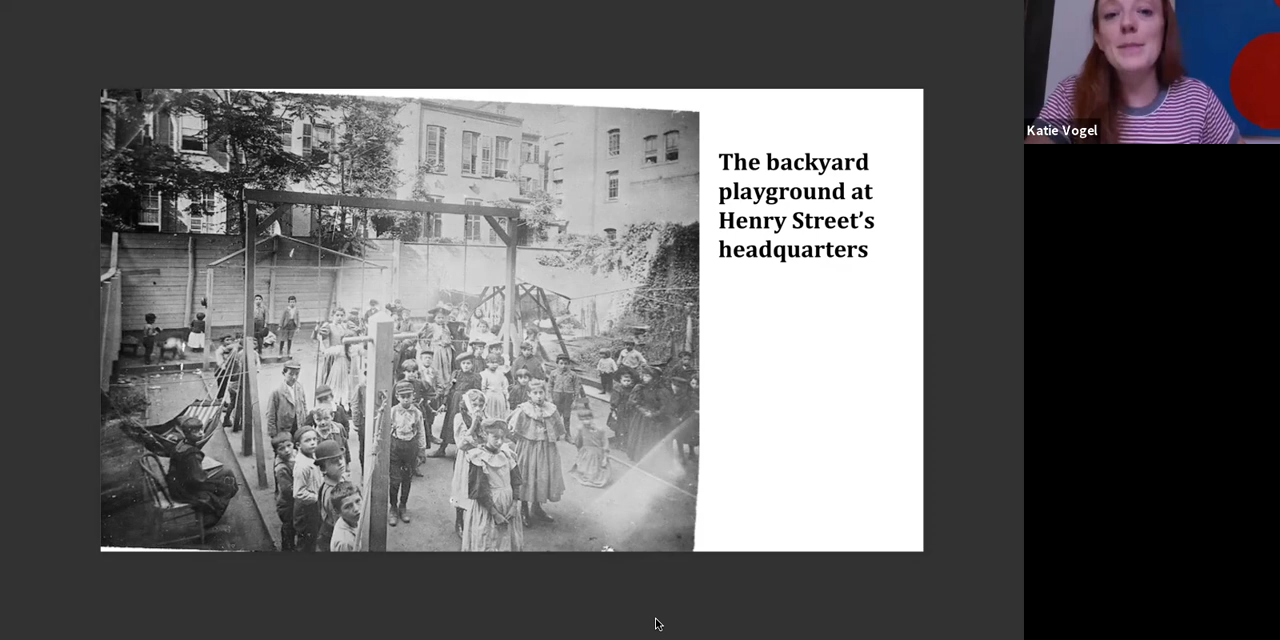 The backyard
playground at
Henry Street’s
headquarters
Katie Vogel